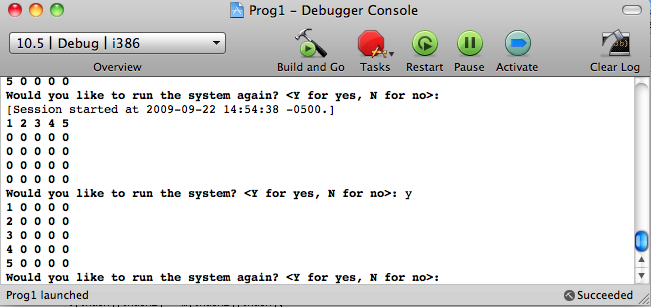 Prog1 – Debugger Console
10.5 | Debug | i386
Overview
Build and Go
Tasks
Restart
Pause
Activate
Clear Log
5 0 0 0 0
Would you like to run the system again? <Y for yes, N for no>:
[Session started at 2009-09-22 14:54:38 -0500.]
1 2 3 4 5
0 0 0 0 0
0 0 0 0 0
0 0 0 0 0
0 0 0 0 0
Would you like to run the system? <Y for yes, N for no>: y
1 0 0 0 0
2 0 0 0 0
3 0 0 0 0
4 0 0 0 0
5 0 0 0 0
Would you like to run the system again? <Y for yes, N for no>:
Prog1 launched
Succeeded